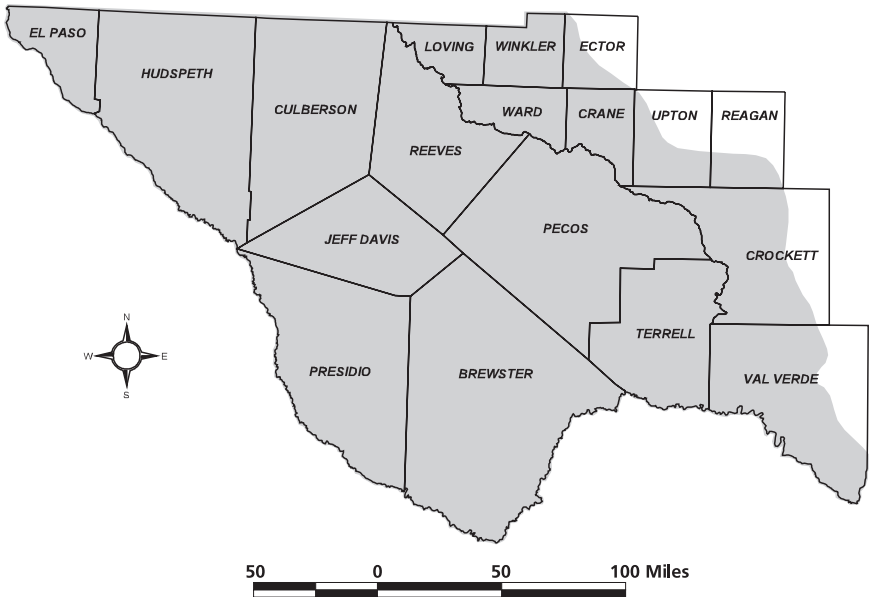 EL PASO
HUDSPETH
CULBERSON
LOVING
WINKLER
ECTOR
WARD
CRANE
UPTON
REAGAN
REEVES
JEFF DAVIS
PECOS
CROCKETT
TERRELL
PRESIDIO
BREWSTER
VAL VERDE
N
W
E
S
50 0 50 100 Miles